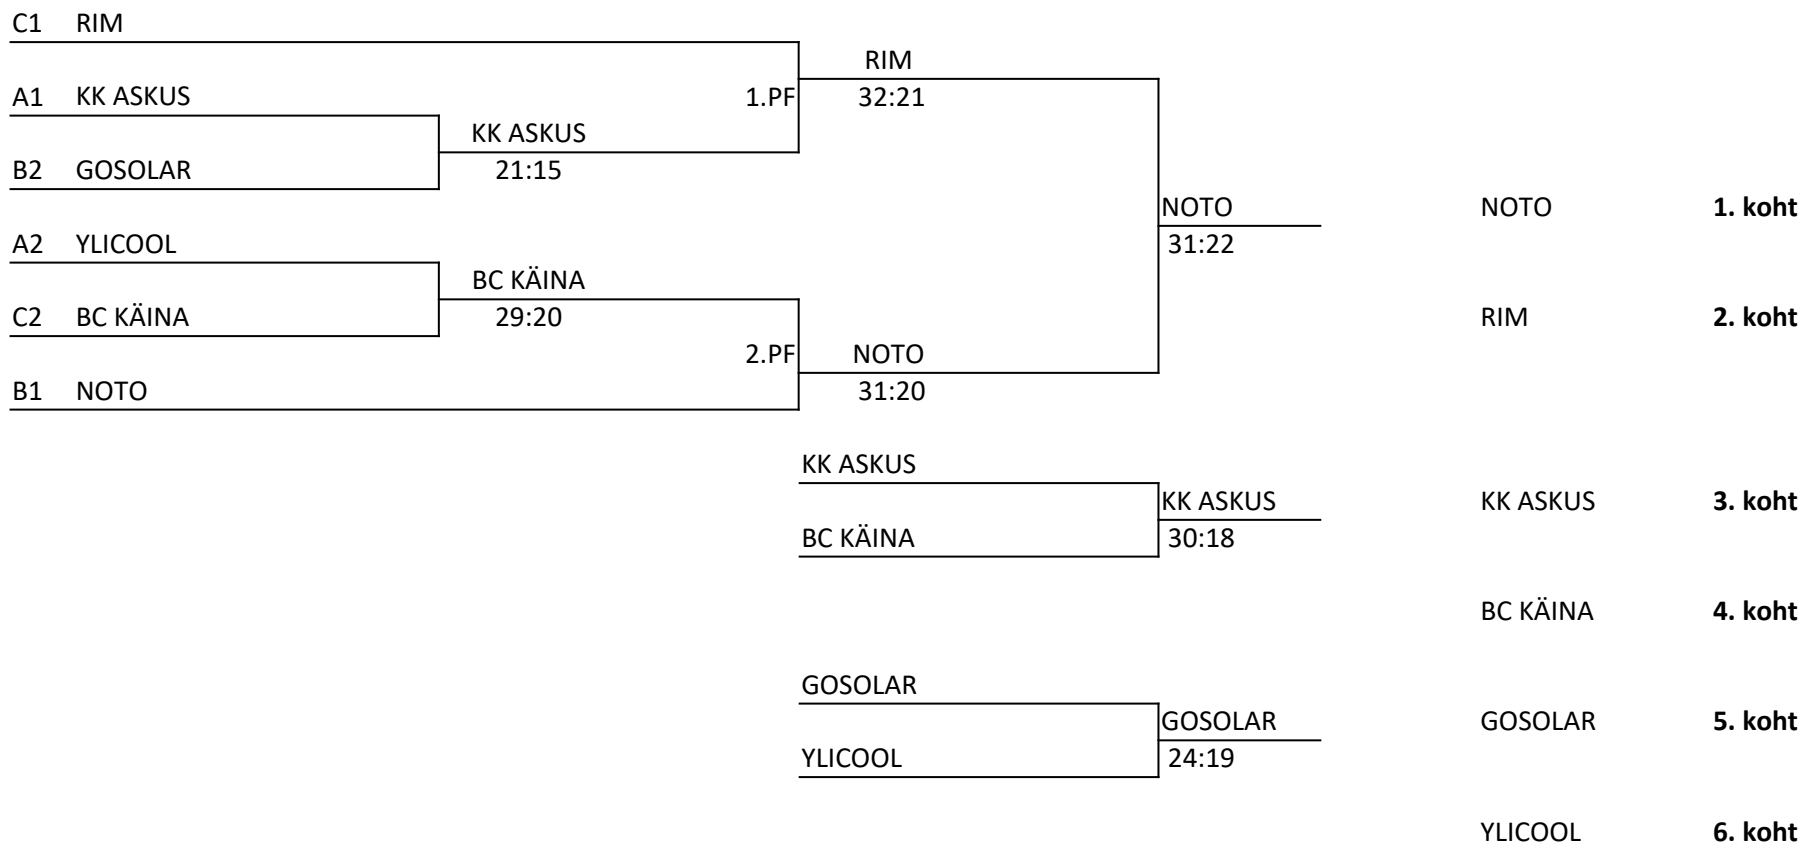 C1 RIM
RIM
A1 KK ASKUS 1.PF 32:21
KK ASKUS
B2 GOSOLAR 21:15
NOTO NOTO 1. koht
A2 YLICOOL 31:22
BC KÄINA
C2 BC KÄINA 29:20 RIM 2. koht
2.PF NOTO
B1 NOTO 31:20
KK ASKUS
KK ASKUS KK ASKUS 3. koht
BC KÄINA 30:18
BC KÄINA 4. koht
GOSOLAR
GOSOLAR GOSOLAR 5. koht
YLICOOL 24:19
YLICOOL 6. koht